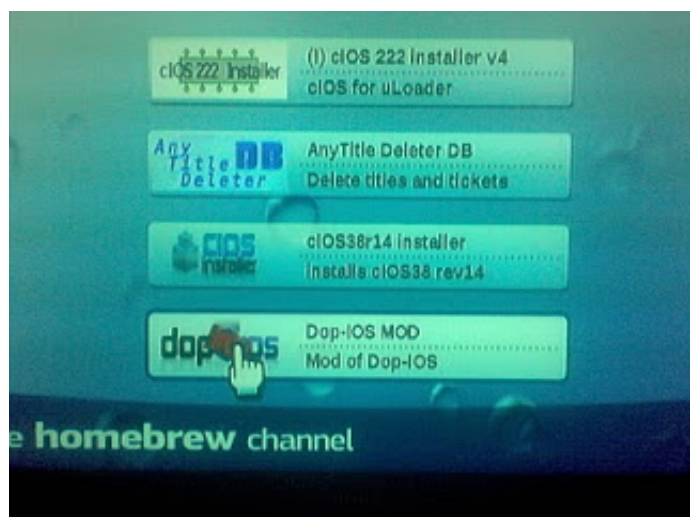 cIOS 222 Installer
(I) cIOS 222 Installer v4
cIOS for uLoader
Any
Title DB
Deleter
AnyTitle Deleter DB
Delete titles and tickets
CIOS
installer
cIOS38r14 installer
Installs cIOS38 rev14
dop ios
Dop-IOS MOD
Mod of Dop-IOS
e homebrew channel